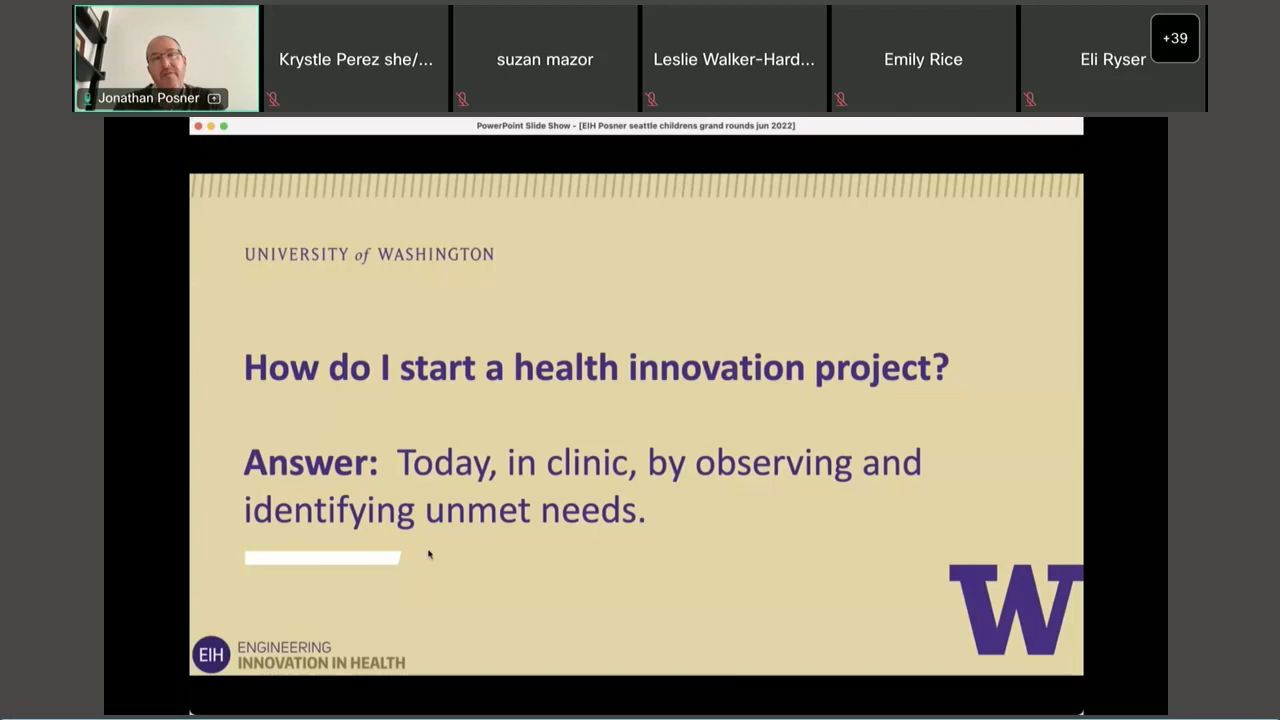 Jonathan Posner
Krystle Perez she/...
suzan mazor
Leslie Walker-Hard...
Emily Rice
Eli Ryser
+39
PowerPoint Slide Show - [EIH Posner seattle childrens grand rounds jun 2022]
UNIVERSITY of WASHINGTON
How do I start a health innovation project?
Answer: Today, in clinic, by observing and
identifying unmet needs.
W
EIH
ENGINEERING
INNOVATION IN HEALTH